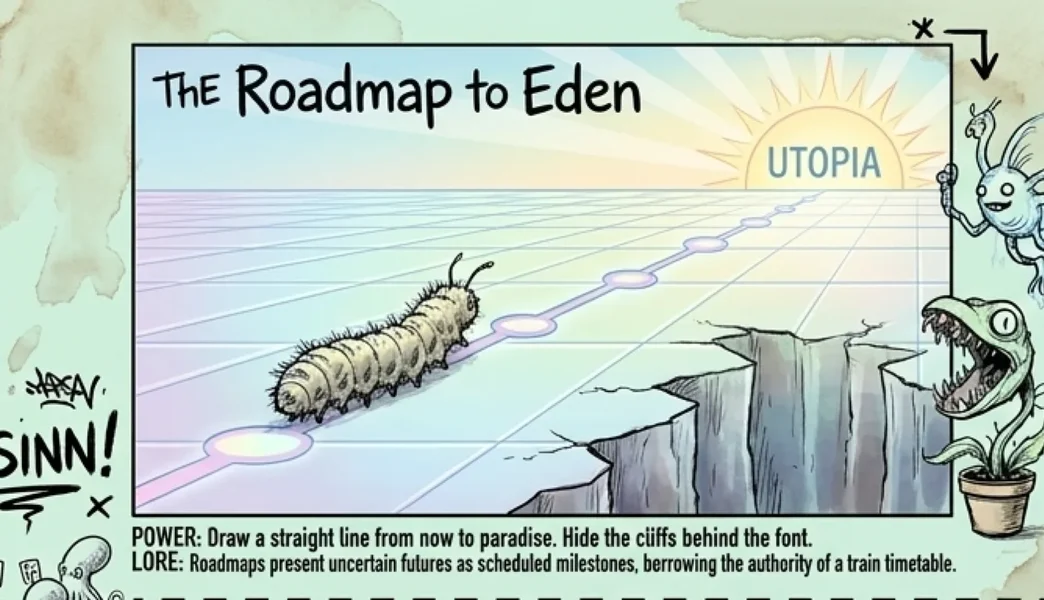 The Roadmap to Eden
UTOPIA
SINN!
POWER: Draw a straight line from now to paradise. Hide the cliffs behind the font.
LORE: Roadmaps present uncertain futures as scheduled milestones, berrowing the authority of a train timetable.